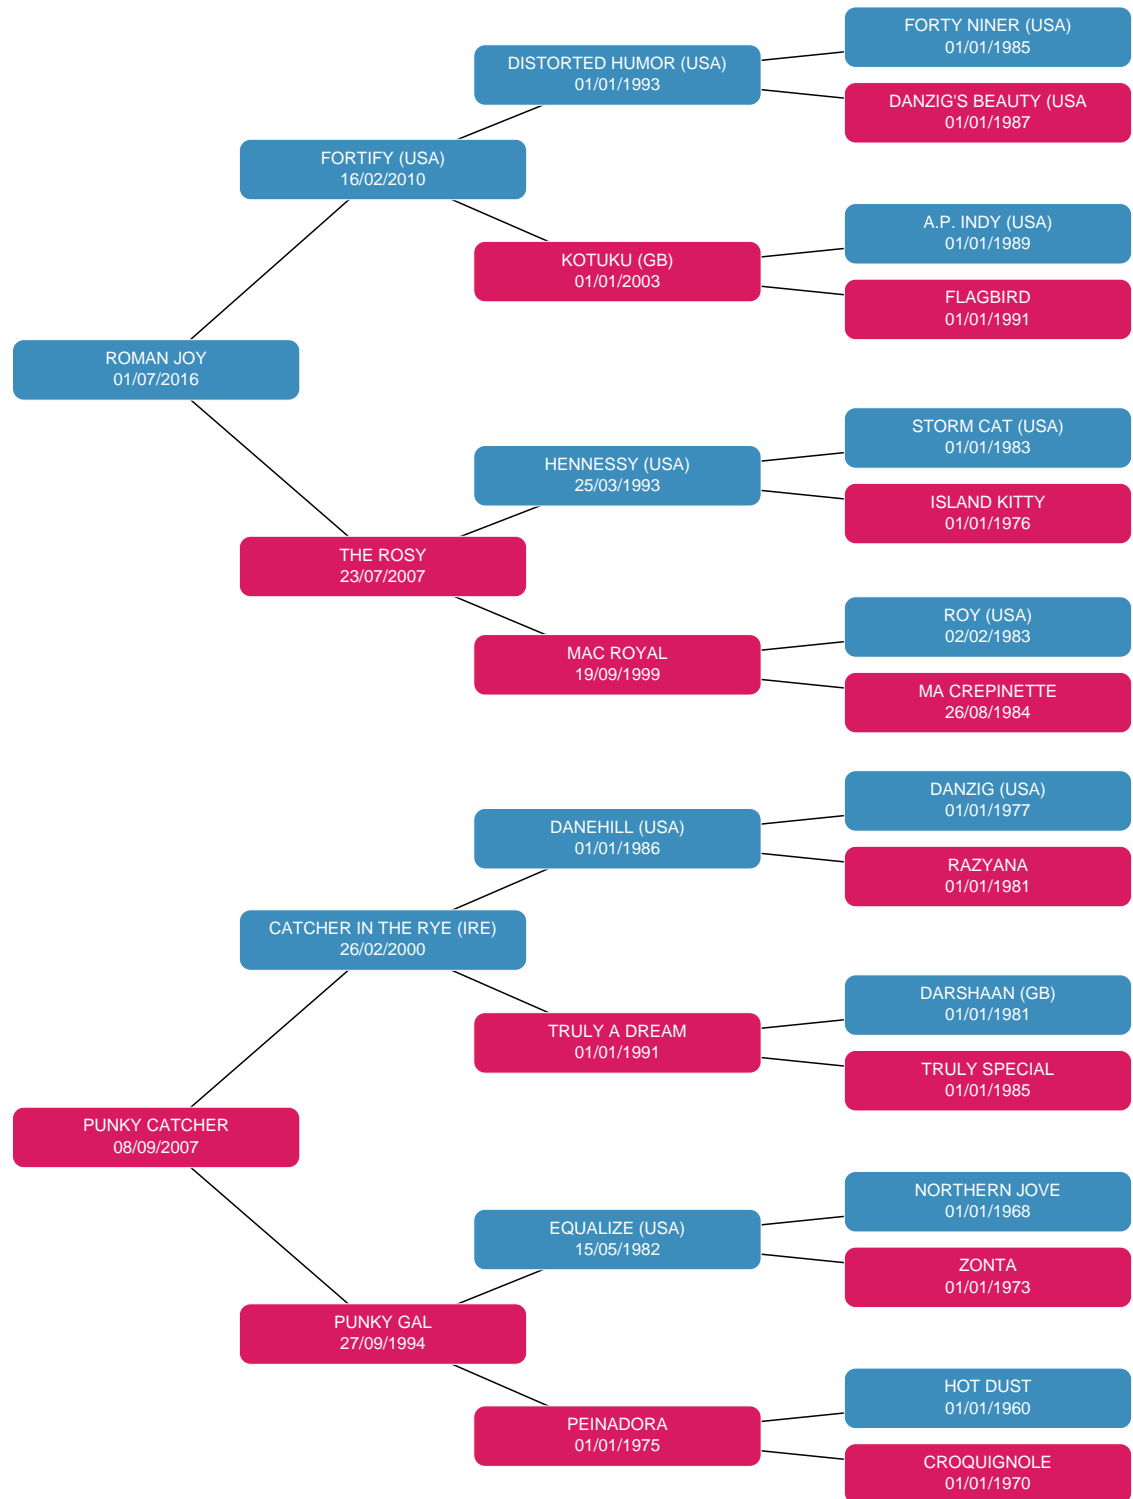 FORTY NINER (USA)
01/01/1985
DISTORTED HUMOR (USA)
01/01/1993
DANZIG'S BEAUTY (USA
01/01/1987
FORTIFY (USA)
16/02/2010
A.P. INDY (USA)
01/01/1989
KOTUKU (GB)
01/01/2003
FLAGBIRD
01/01/1991
ROMAN JOY
01/07/2016
STORM CAT (USA)
01/01/1983
HENNESSY (USA)
25/03/1993
ISLAND KITTY
01/01/1976
THE ROSY
23/07/2007
ROY (USA)
02/02/1983
MAC ROYAL
19/09/1999
MA CREPINETTE
26/08/1984
DANZIG (USA)
01/01/1977
DANEHILL (USA)
01/01/1986
RAZYANA
01/01/1981
CATCHER IN THE RYE (IRE)
26/02/2000
DARSHAAN (GB)
01/01/1981
TRULY A DREAM
01/01/1991
TRULY SPECIAL
01/01/1985
PUNKY CATCHER
08/09/2007
NORTHERN JOVE
01/01/1968
EQUALIZE (USA)
15/05/1982
ZONTA
01/01/1973
PUNKY GAL
27/09/1994
HOT DUST
01/01/1960
PEINADORA
01/01/1975
CROQUIGNOLE
01/01/1970